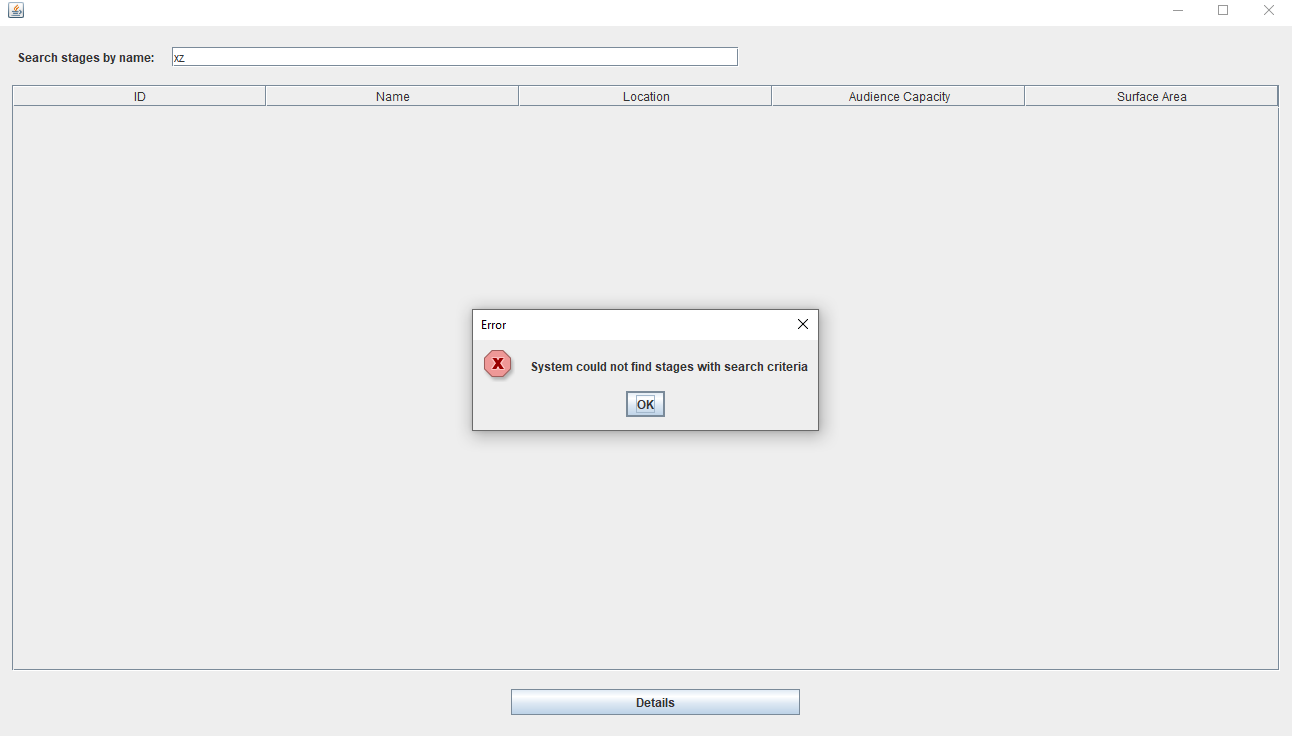 Search stages by name: xz
ID Name Location Audience Capacity Surface Area
Error
X
System could not find stages with search criteria
OK
Details